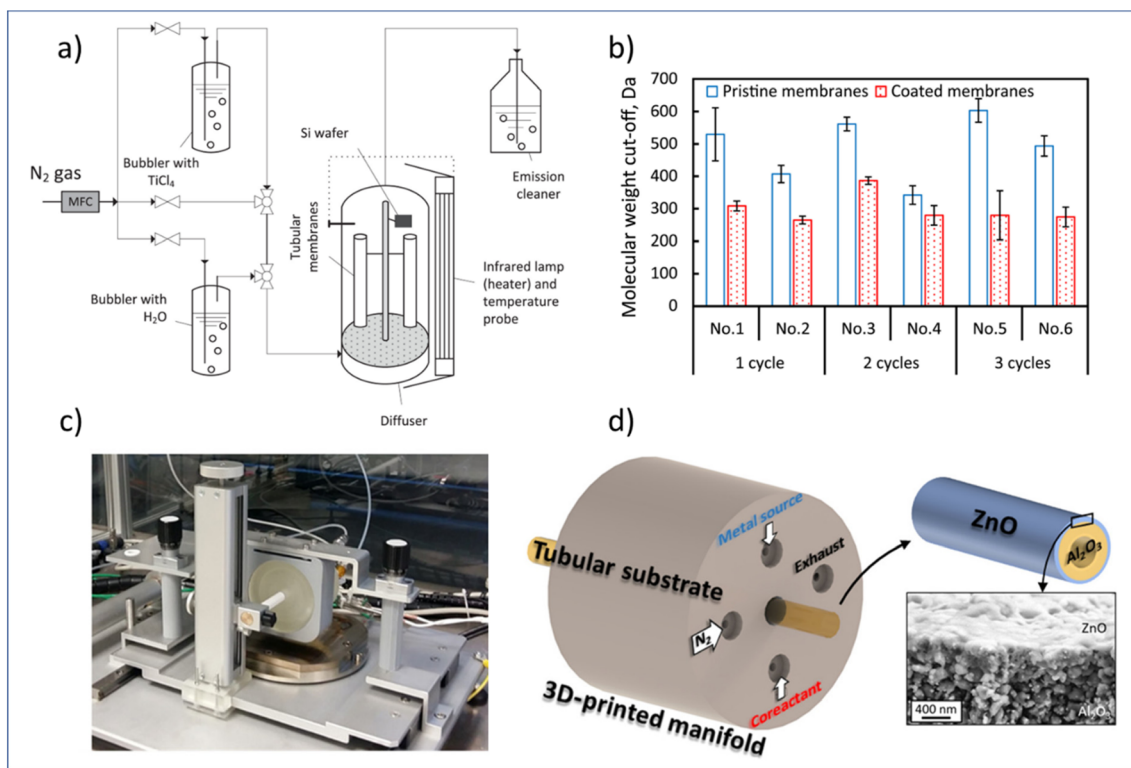 a)
Bubbler with
TiCl₄
N₂ gas
MFC
Bubbler with
H₂O
Si wafer
Tubular
membranes
Emission
cleaner
Infrared lamp
(heater) and
temperature
probe
Diffuser
b)
Molecular weight cut-off, Da
700
600
500
400
300
200
100
0
Pristine membranes
Coated membranes
No.1 No.2 No.3 No.4 No.5 No.6
1 cycle 2 cycles 3 cycles
c)
d)
Metal source
Exhaust
Tubular substrate
N₂
Coreactant
3D-printed manifold
ZnO
Al₂O₃
ZnO
400 nm
Al₂O₃